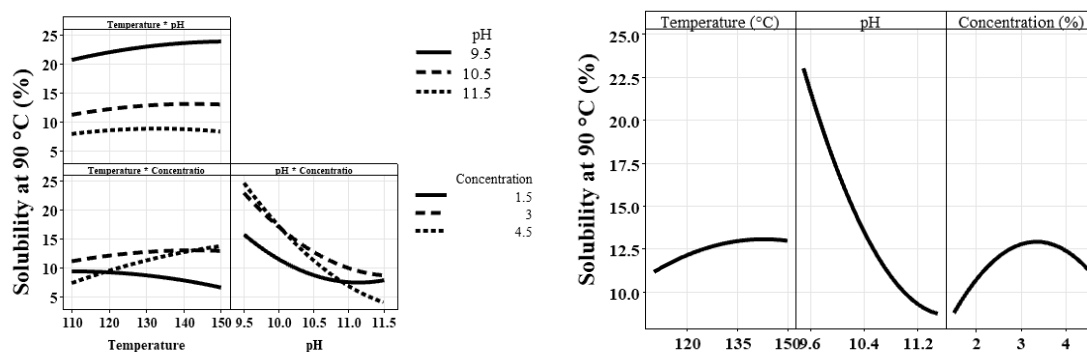 Temperature * pH
25
20
15
10
5
Solubility at 90 °C (%)
pH
9.5
10.5
11.5
Temperature * Concentratio
pH * Concentratio
25
20
15
10
5
110 120 130 140 150
9.5 10.0 10.5 11.0 11.5
Temperature
pH
Concentration
1.5
3
4.5
Temperature (°C)
pH
Concentration (%)
25.0
22.5
20.0
17.5
15.0
12.5
10.0
Solubility at 90 °C (%)
120 135 150
9.6 10.4 11.2
2 3 4